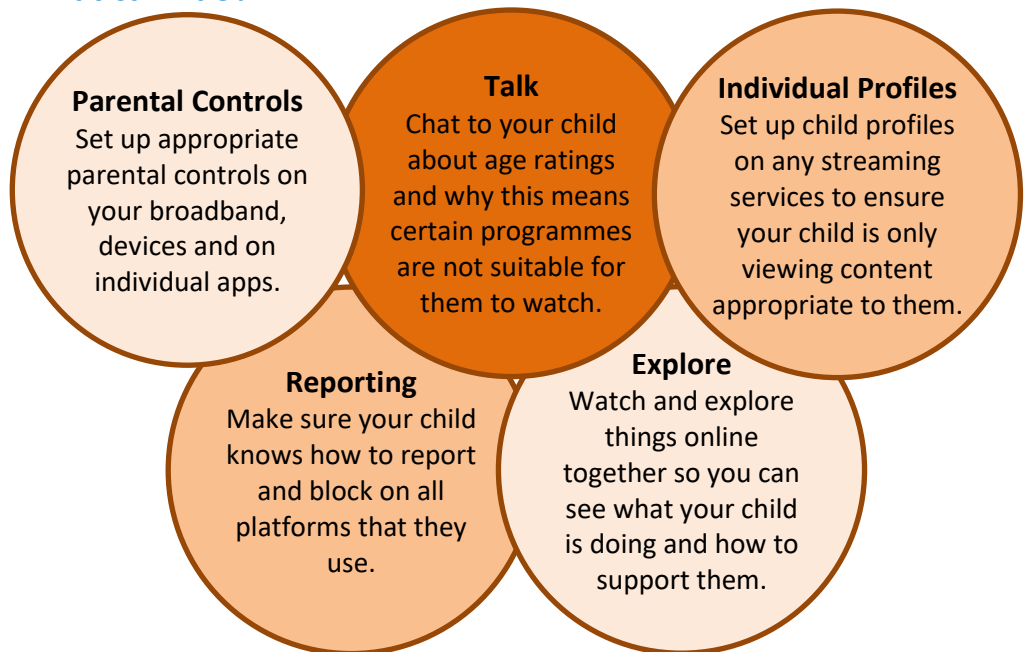 Parental Controls
Set up appropriate
parental controls on
your broadband,
devices and on
individual apps.
Talk
Chat to your child
about age ratings
and why this means
certain programmes
are not suitable for
them to watch.
Individual Profiles
Set up child profiles
on any streaming
services to ensure
your child is only
viewing content
appropriate to them.
Reporting
Make sure your child
knows how to report
and block on all
platforms that they
use.
Explore
Watch and explore
things online
together so you can
see what your child
is doing and how to
support them.